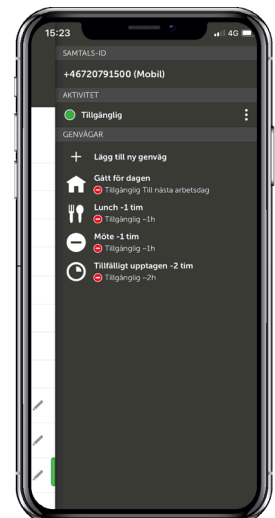 15:23
4G
SAMTALS-ID
+46720791500 (Mobil)
AKTIVITET
Tillgänglig
GENVÄGAR
Lägg till ny genväg
Gått för dagen
Tillgänglig Till nästa arbetsdag
Lunch -1 tim
Tillgänglig ~1h
Möte -1 tim
Tillgänglig ~1h
Tillfälligt upptagen -2 tim
Tillgänglig ~2h